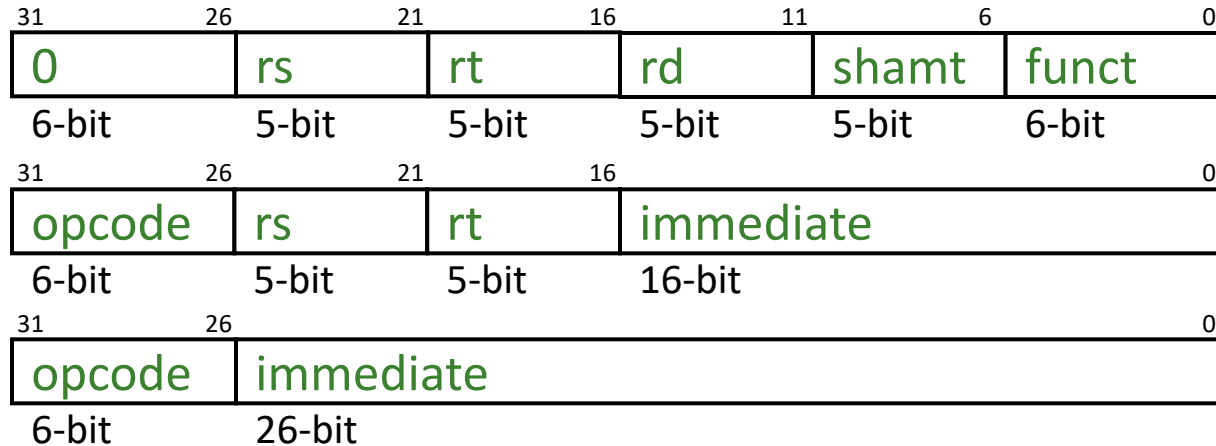 31 26 21 16 11 6 0
0 rs rt rd shamt funct
6-bit 5-bit 5-bit 5-bit 5-bit 6-bit
31 26 21 16 0
opcode rs rt immediate
6-bit 5-bit 5-bit 16-bit
31 26 0
opcode immediate
6-bit 26-bit